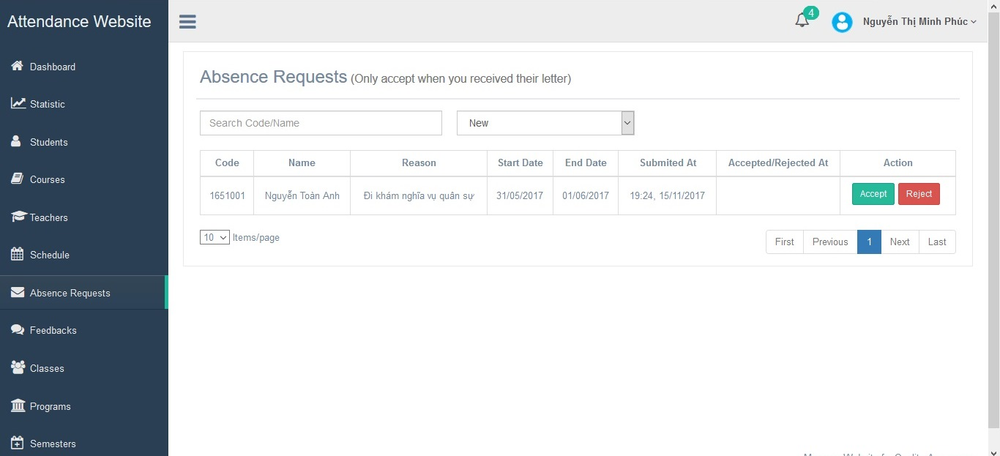 Attendance Website
4
Nguyễn Thị Minh Phúc
Dashboard
Statistic
Students
Courses
Teachers
Schedule
Absence Requests
Feedbacks
Classes
Programs
Semesters
Absence Requests (Only accept when you received their letter)
Search Code/Name
New
Code Name Reason Start Date End Date Submited At Accepted/Rejected At Action
1651001 Nguyễn Toàn Anh Đi khám nghĩa vụ quân sự 31/05/2017 01/06/2017 19:24, 15/11/2017 Accept Reject
10 Items/page
First Previous 1 Next Last